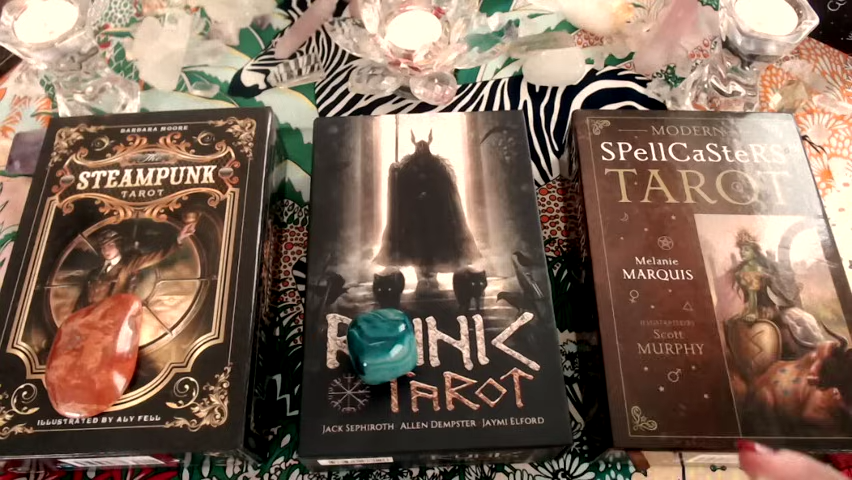 BARBARA MOORE
The
STEAMPUNK
TAROT
ILLUSTRATED BY ALY FELL
TAROT
JACK SEPHIROTH ALLEN DEMPSTER JAYMI ELFORD
MODERN
SPellCaSteRS
TAROT
Melanie
MARQUIS
ILLUSTRATED BY
Scott
MURPHY